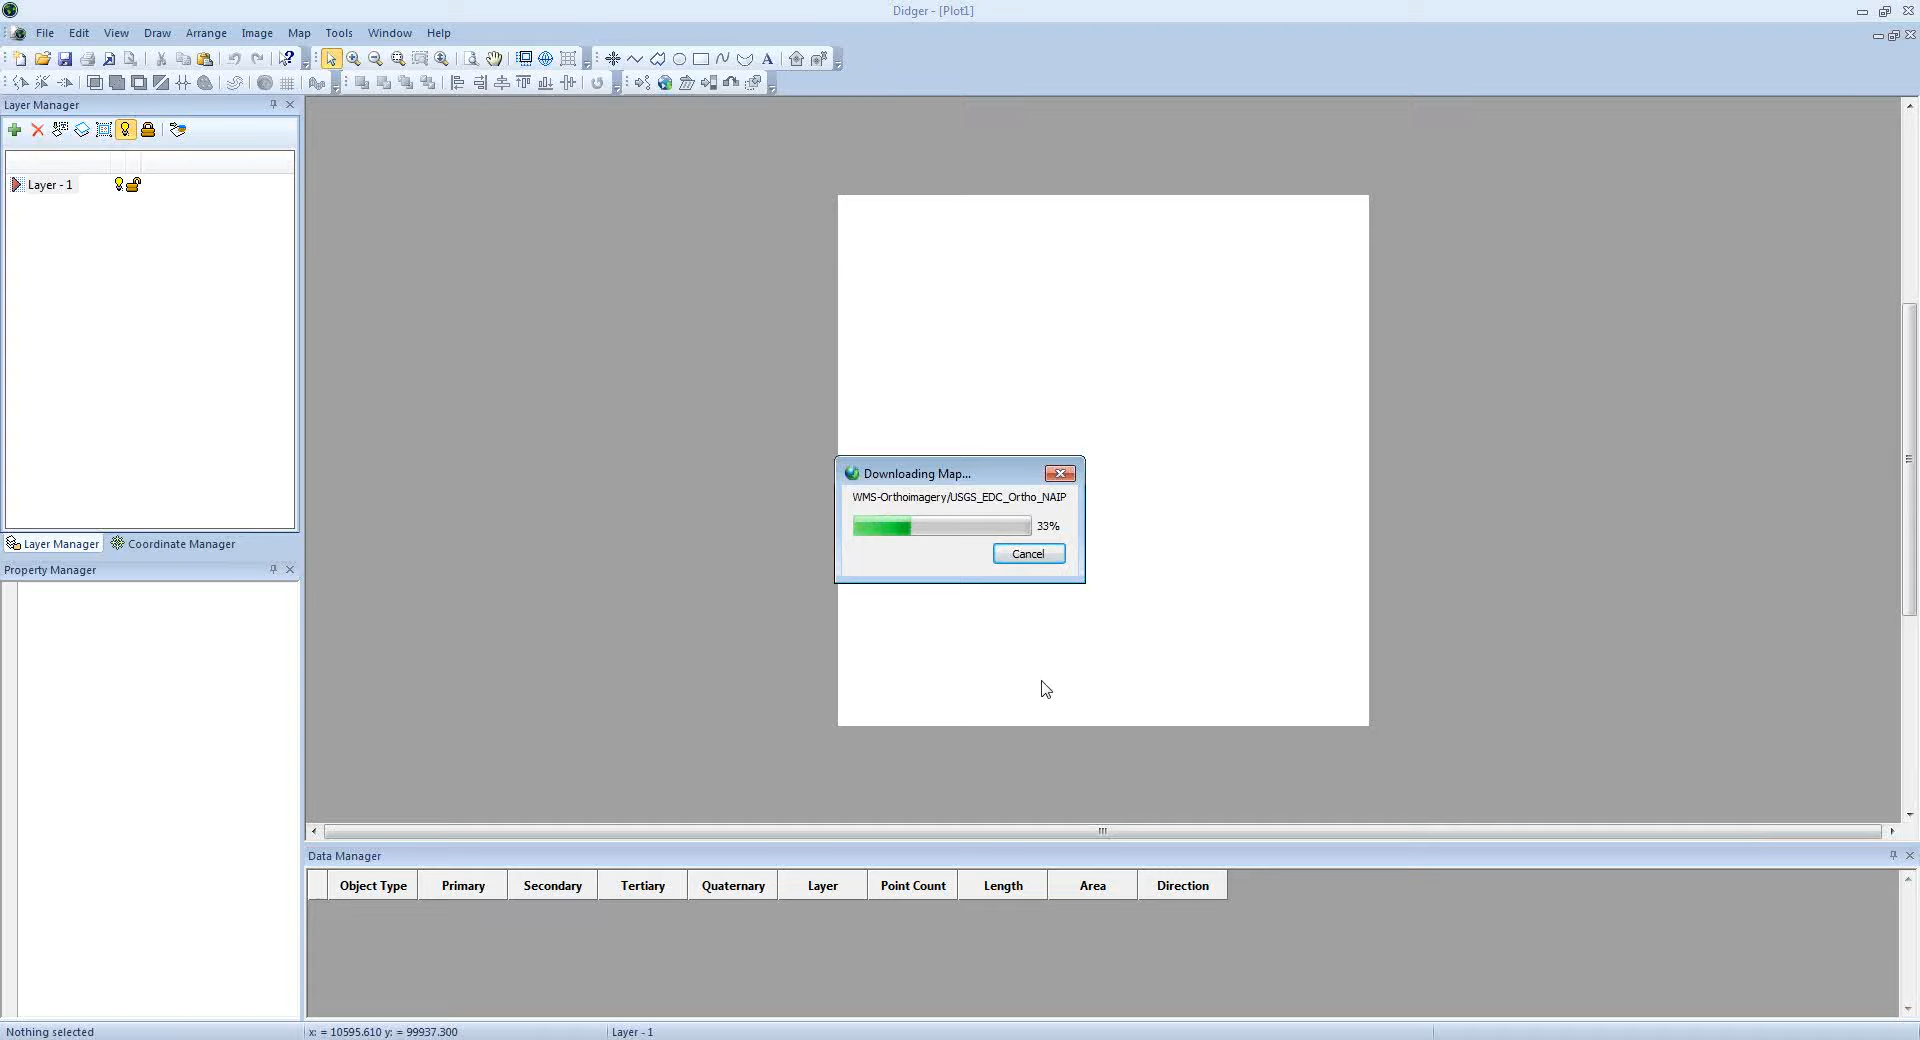 Didger - [Plot1]
File Edit View Draw Arrange Image Map Tools Window Help
Layer Manager
Layer - 1
Layer Manager Coordinate Manager
Property Manager
Downloading Map...
WMS-Orthoimagery/USGS_EDC_Ortho_NAIP
33%
Cancel
Data Manager
Object Type Primary Secondary Tertiary Quaternary Layer Point Count Length Area Direction
Nothing selected x: = 10595.610 y: = 99937.300 Layer - 1